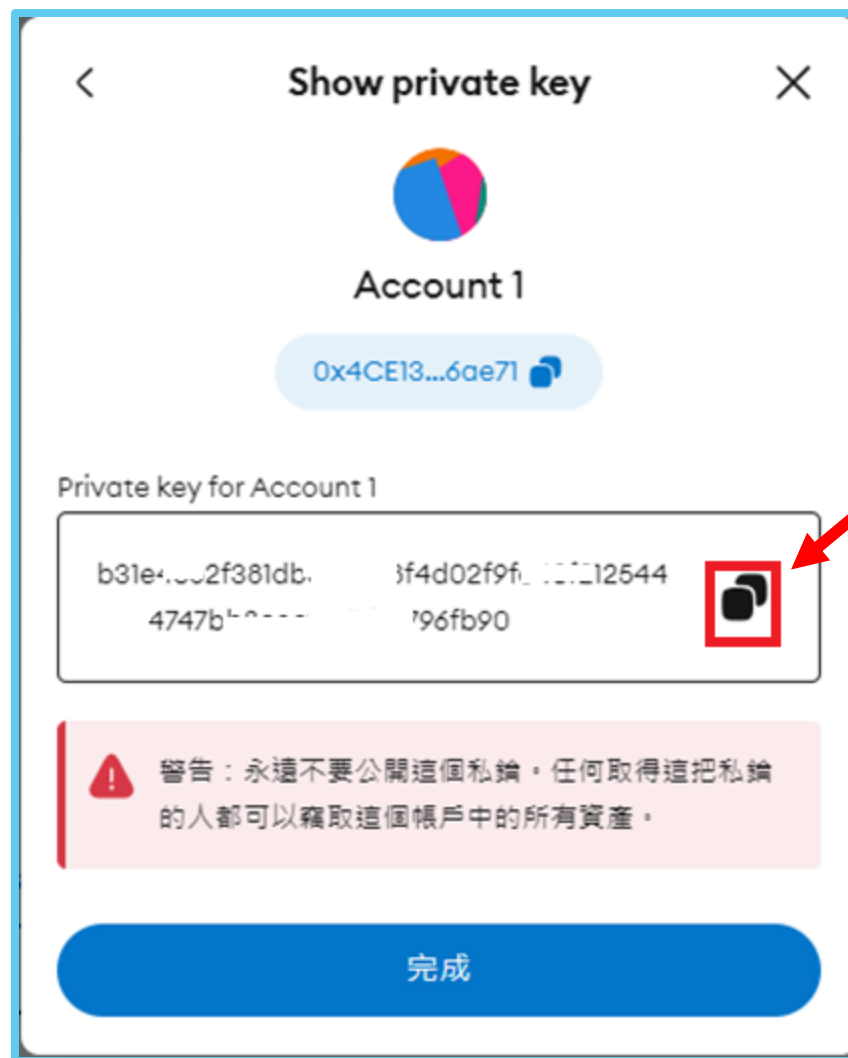 Show private key
Account 1
0x4CE13...6ae71
Private key for Account 1
警告：永遠不要公開這個私鑰。任何取得這把私鑰
的人都可以竊取這個帳戶中的所有資產。
完成